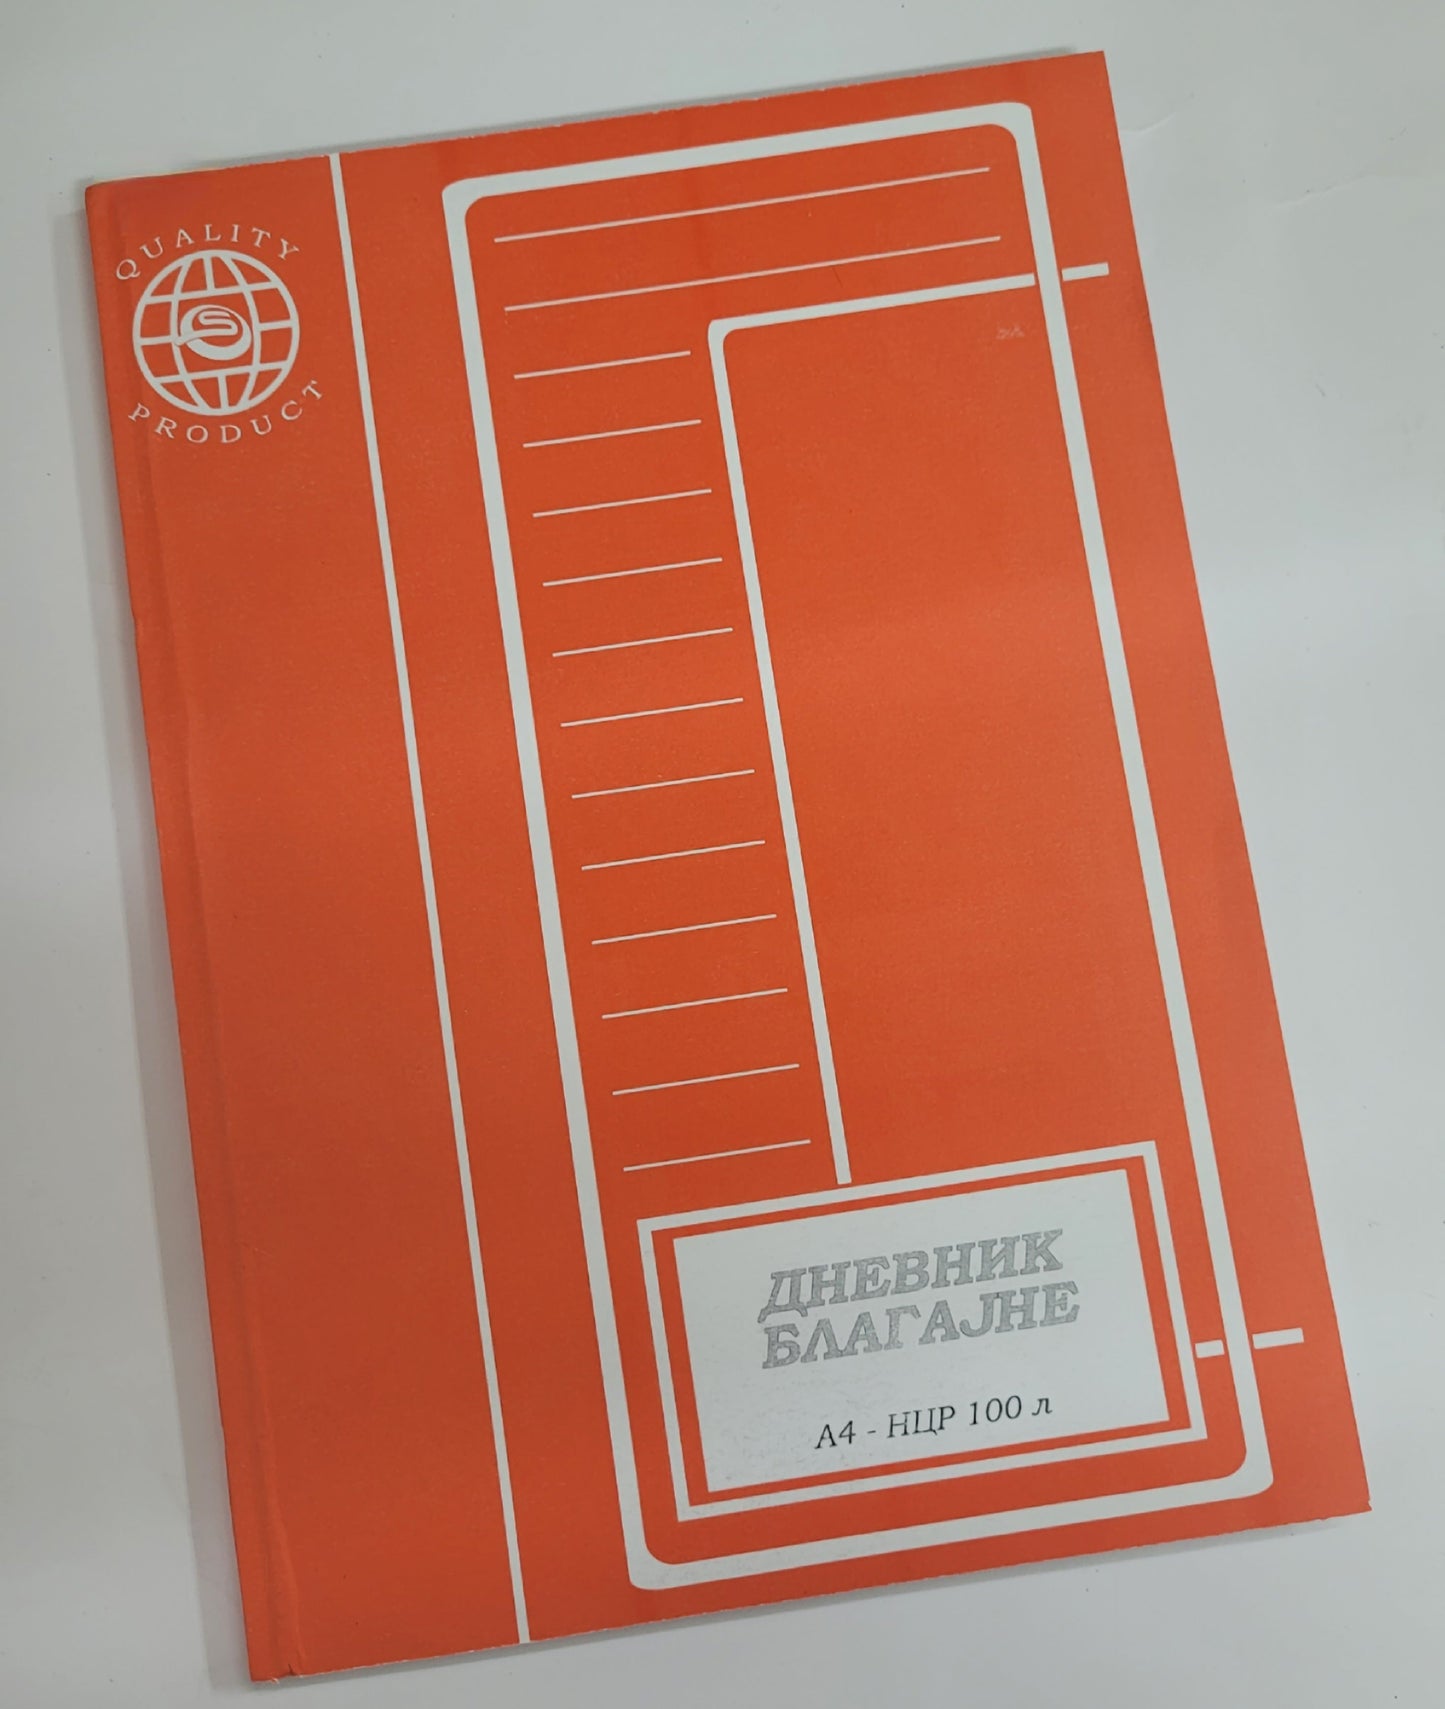 QUALITY
S
PRODUCT
ДНЕВНИК
БЛАГАЈНЕ
А4 - НЦР 100 л